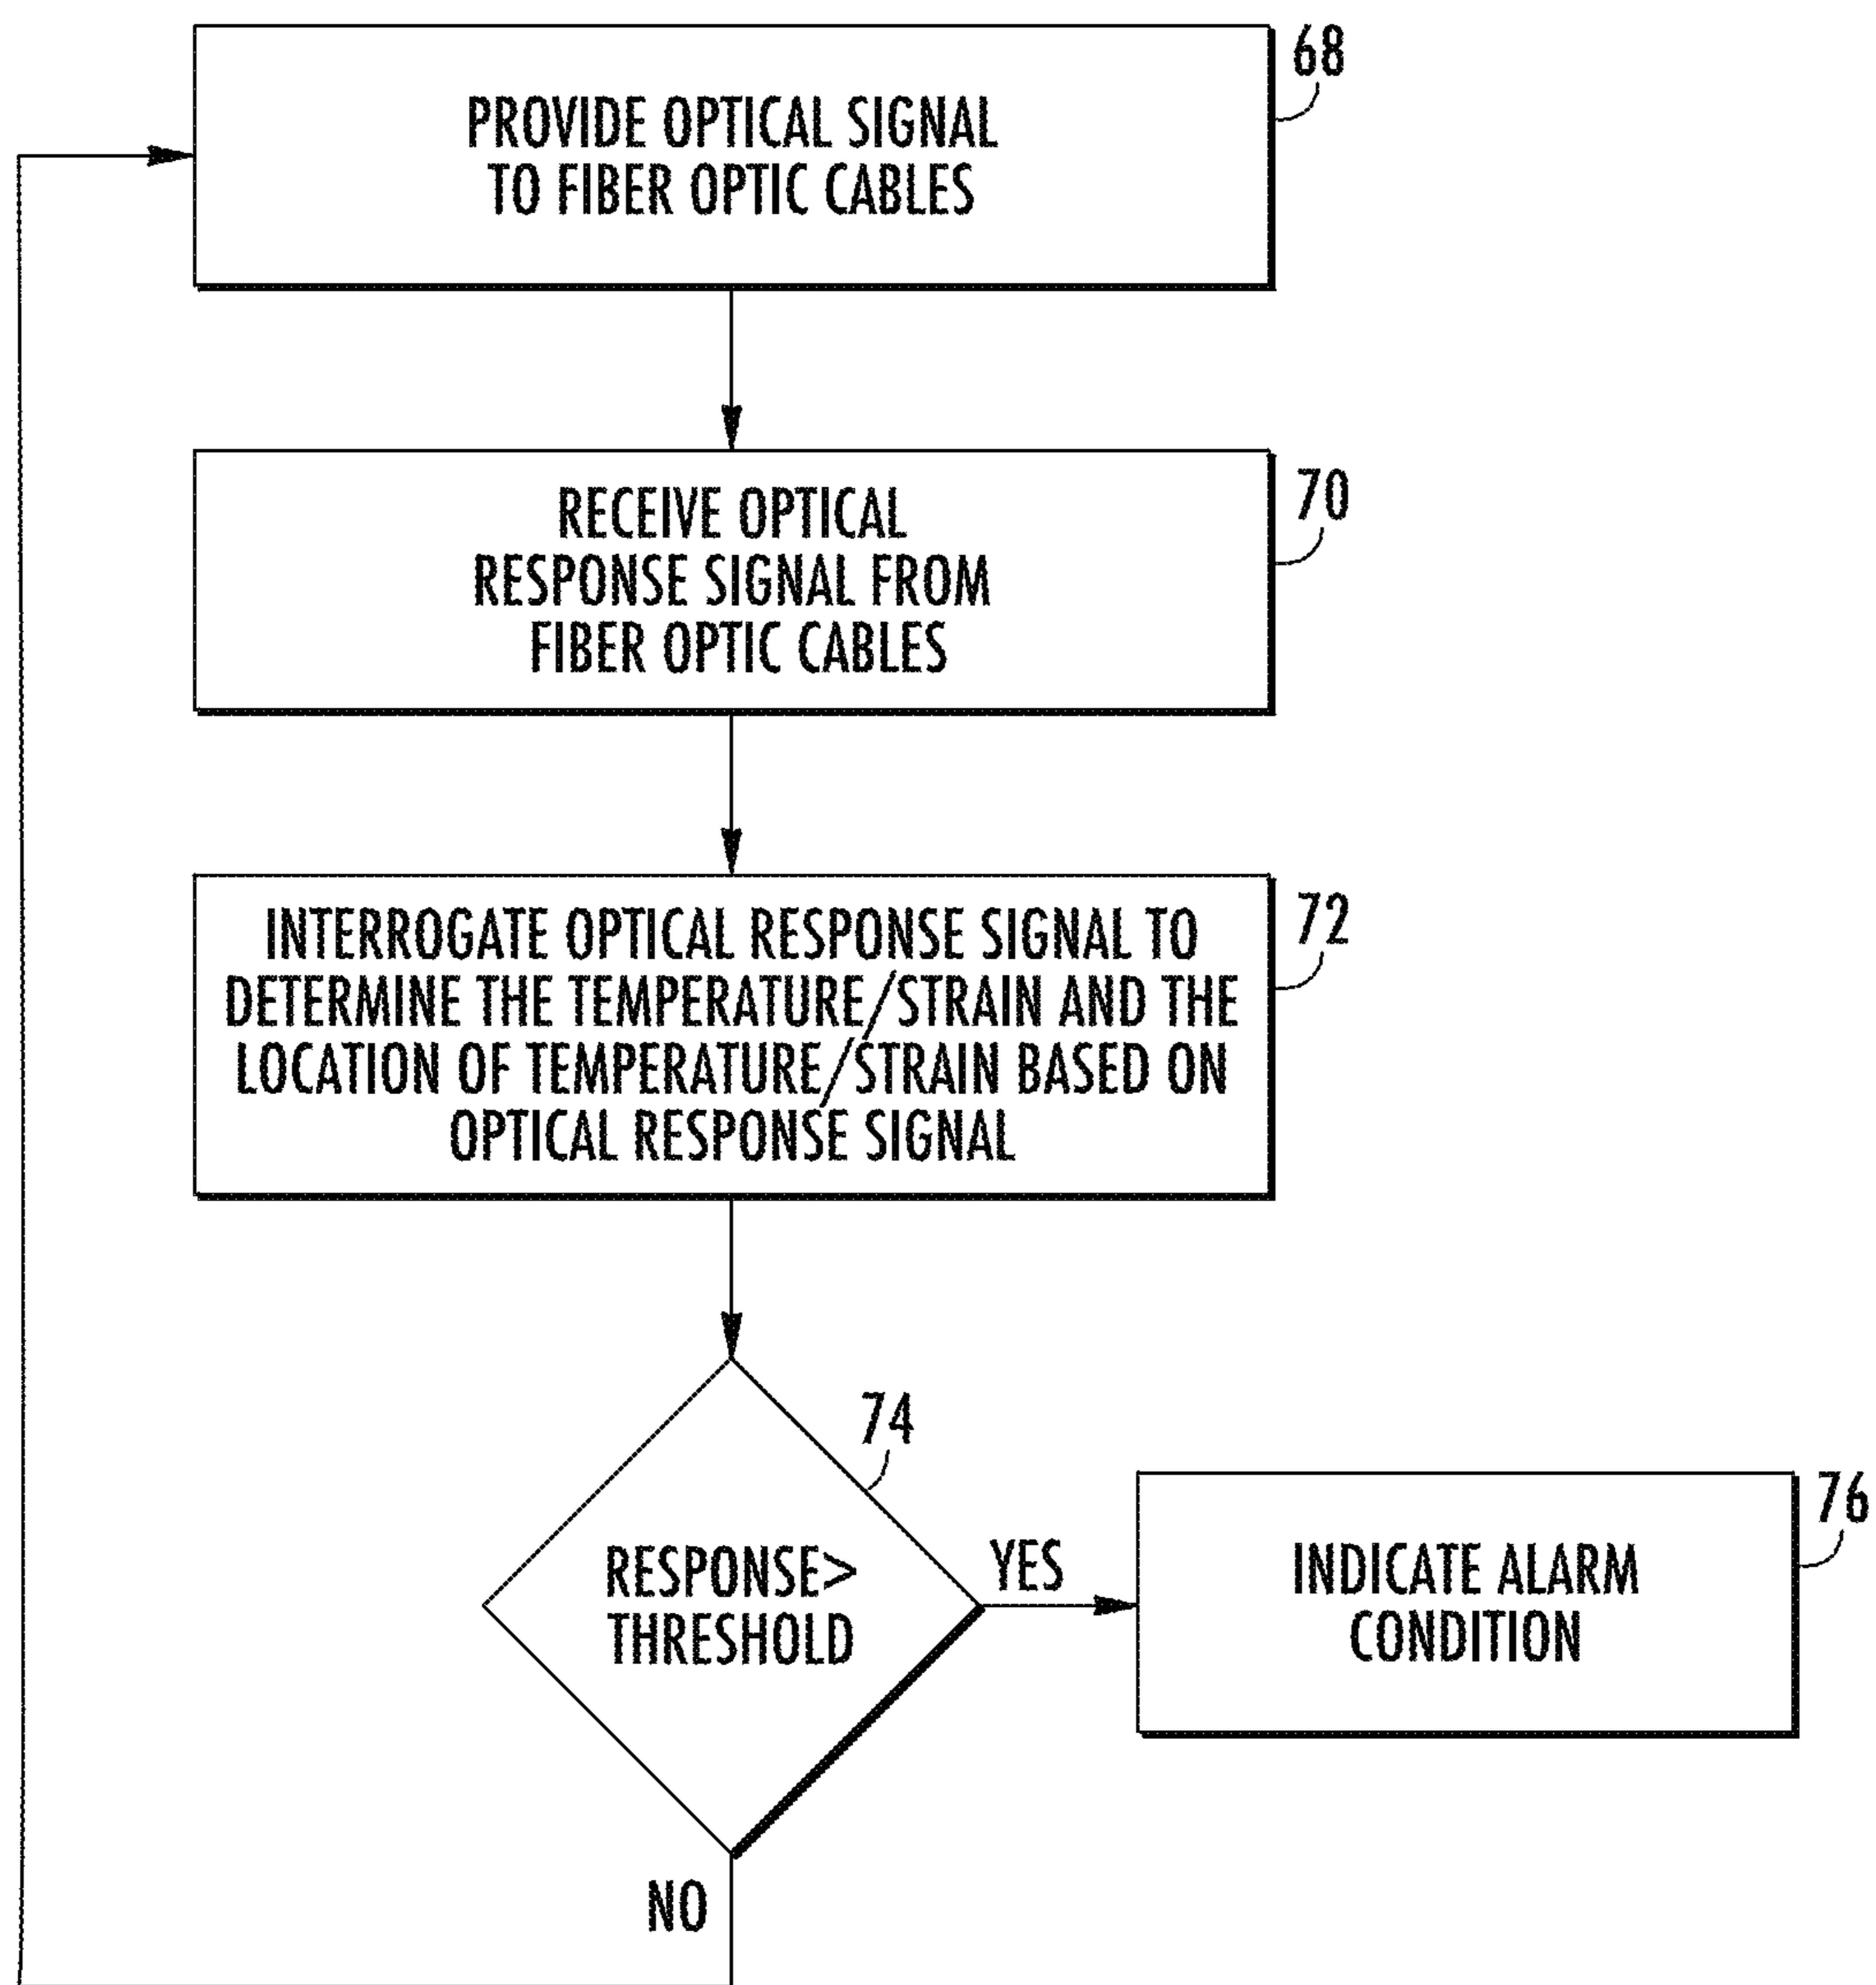 68
PROVIDE OPTICAL SIGNAL
TO FIBER OPTIC CABLES
70
RECEIVE OPTICAL
RESPONSE SIGNAL FROM
FIBER OPTIC CABLES
72
INTERROGATE OPTICAL RESPONSE SIGNAL TO
DETERMINE THE TEMPERATURE/STRAIN AND THE
LOCATION OF TEMPERATURE/STRAIN BASED ON
OPTICAL RESPONSE SIGNAL
74
RESPONSE>
THRESHOLD
YES
76
INDICATE ALARM
CONDITION
NO